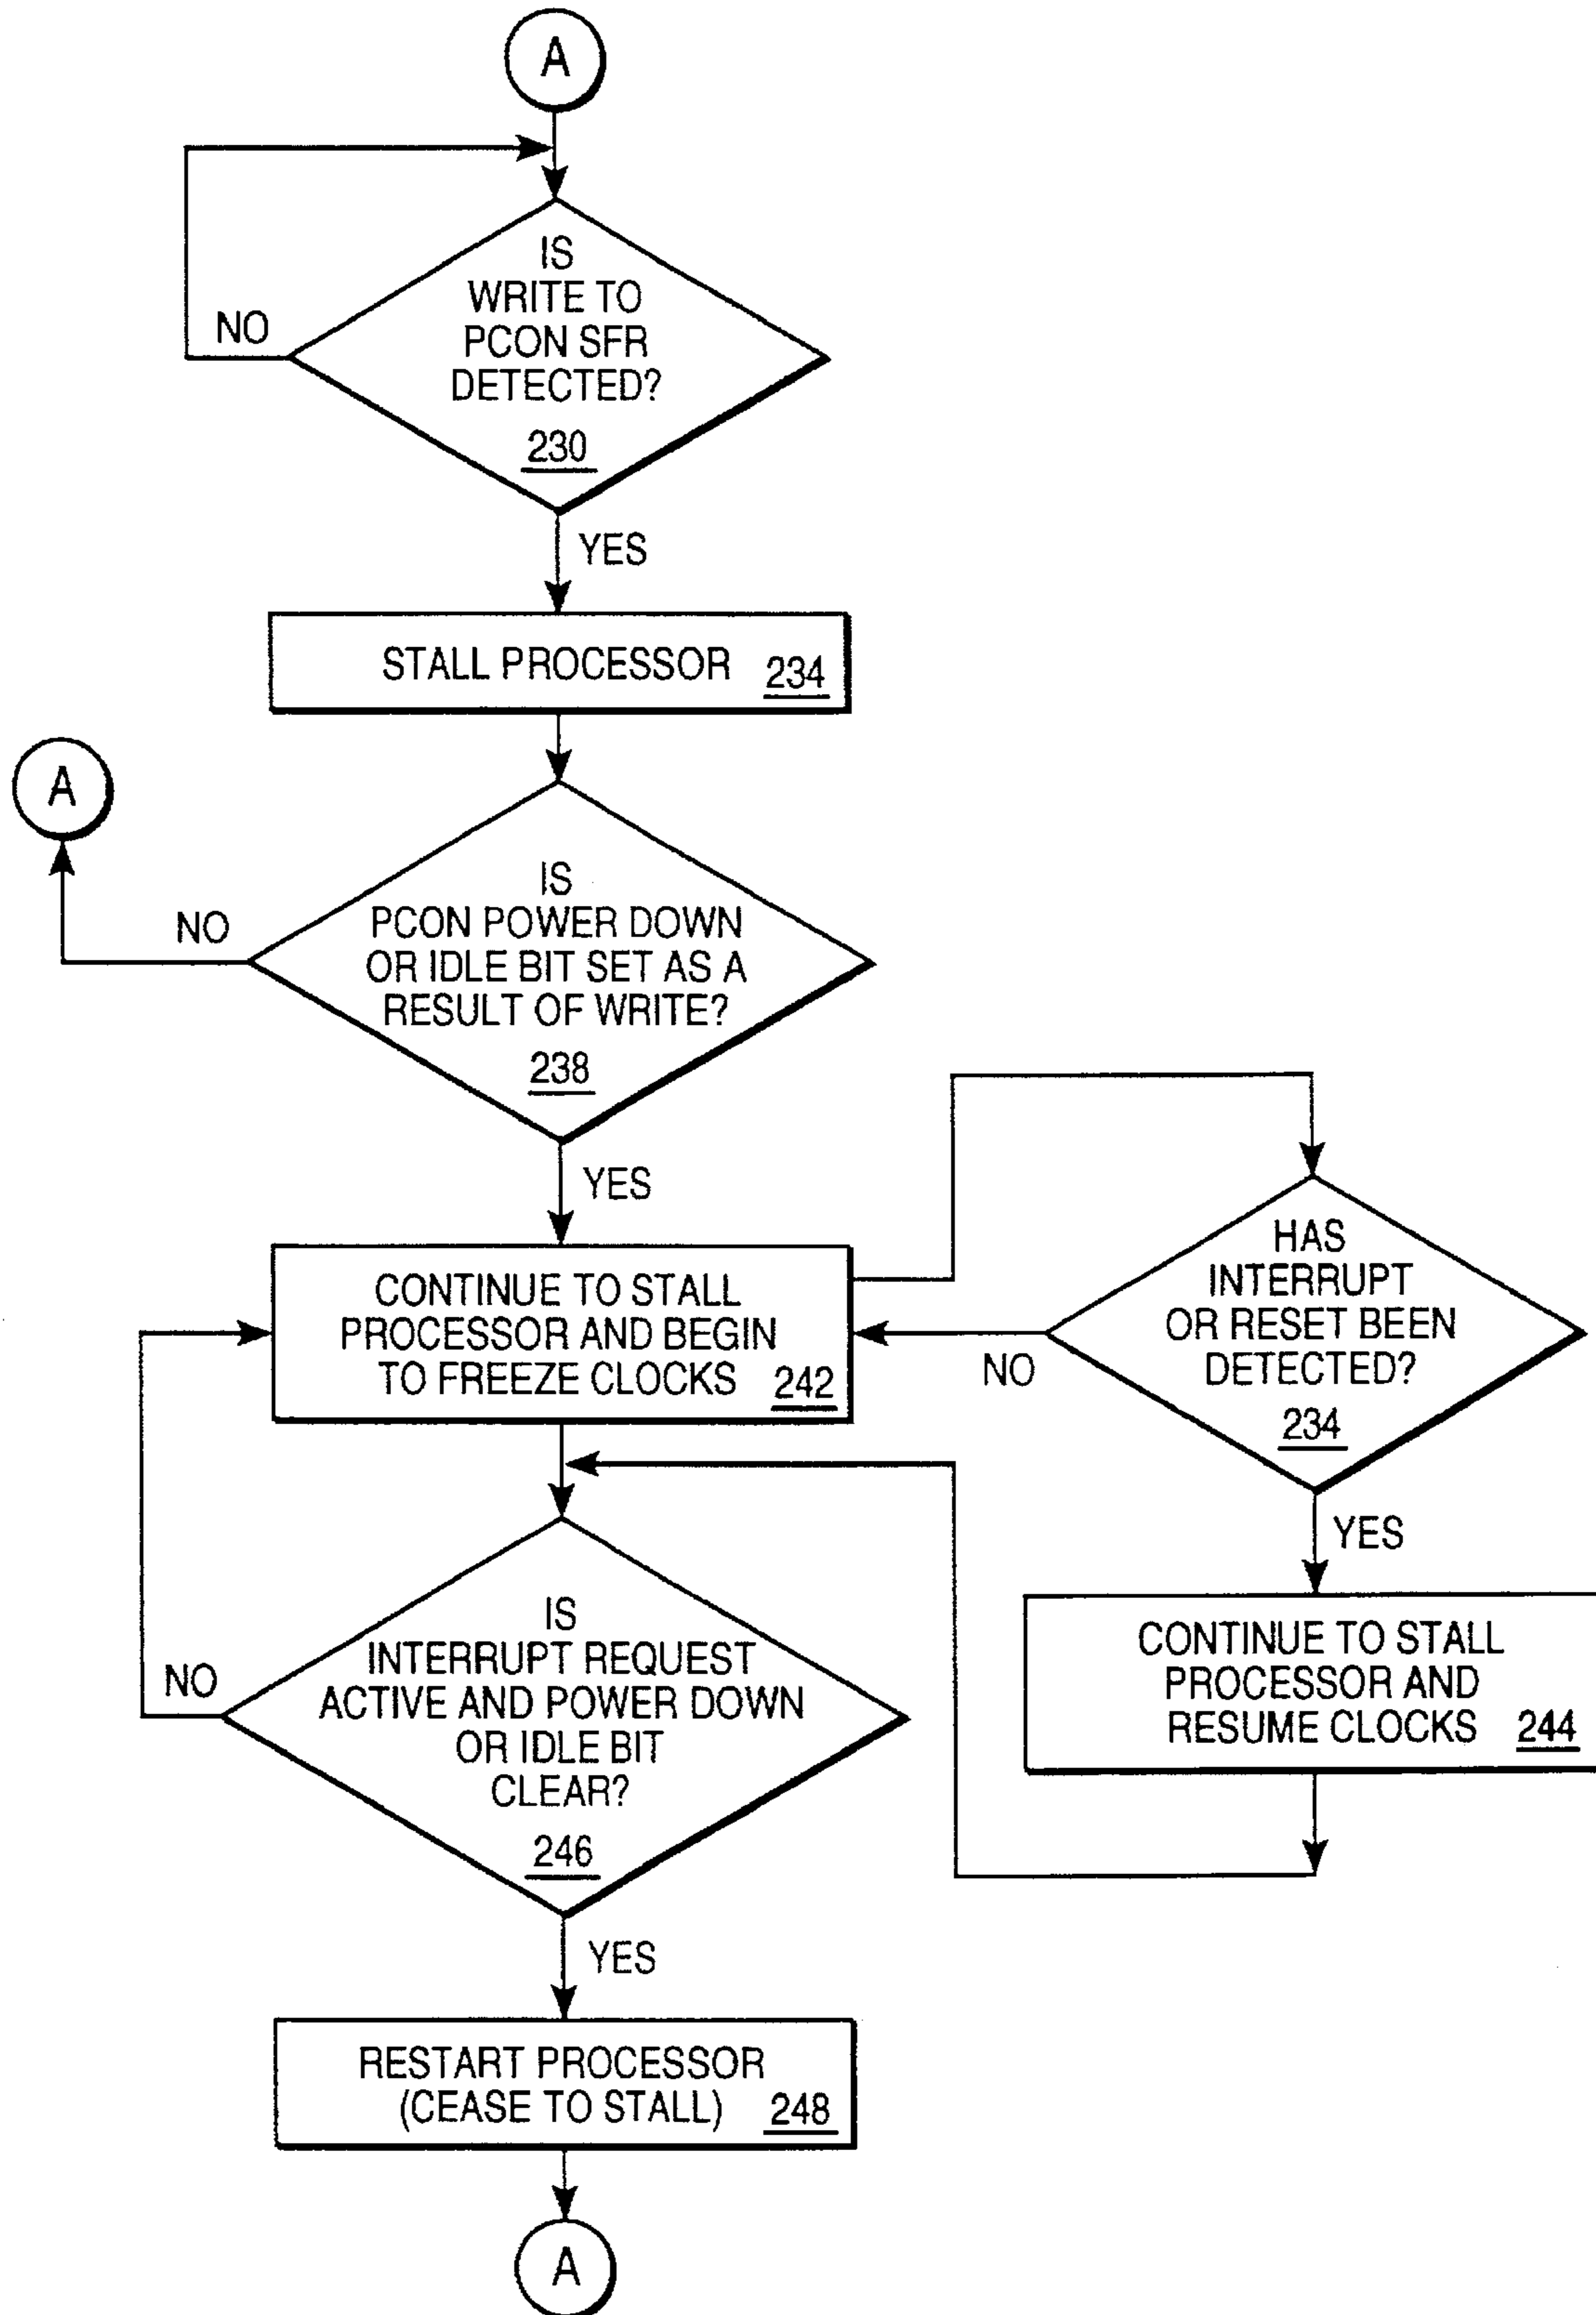 A
IS
WRITE TO
PCON SFR
DETECTED?
230
NO
YES
STALL PROCESSOR 234
A
NO
IS
PCON POWER DOWN
OR IDLE BIT SET AS A
RESULT OF WRITE?
238
YES
CONTINUE TO STALL
PROCESSOR AND BEGIN
TO FREEZE CLOCKS 242
HAS
INTERRUPT
OR RESET BEEN
DETECTED?
234
NO
YES
CONTINUE TO STALL
PROCESSOR AND
RESUME CLOCKS 244
IS
INTERRUPT REQUEST
ACTIVE AND POWER DOWN
OR IDLE BIT
CLEAR?
246
NO
YES
RESTART PROCESSOR
(CEASE TO STALL) 248
A